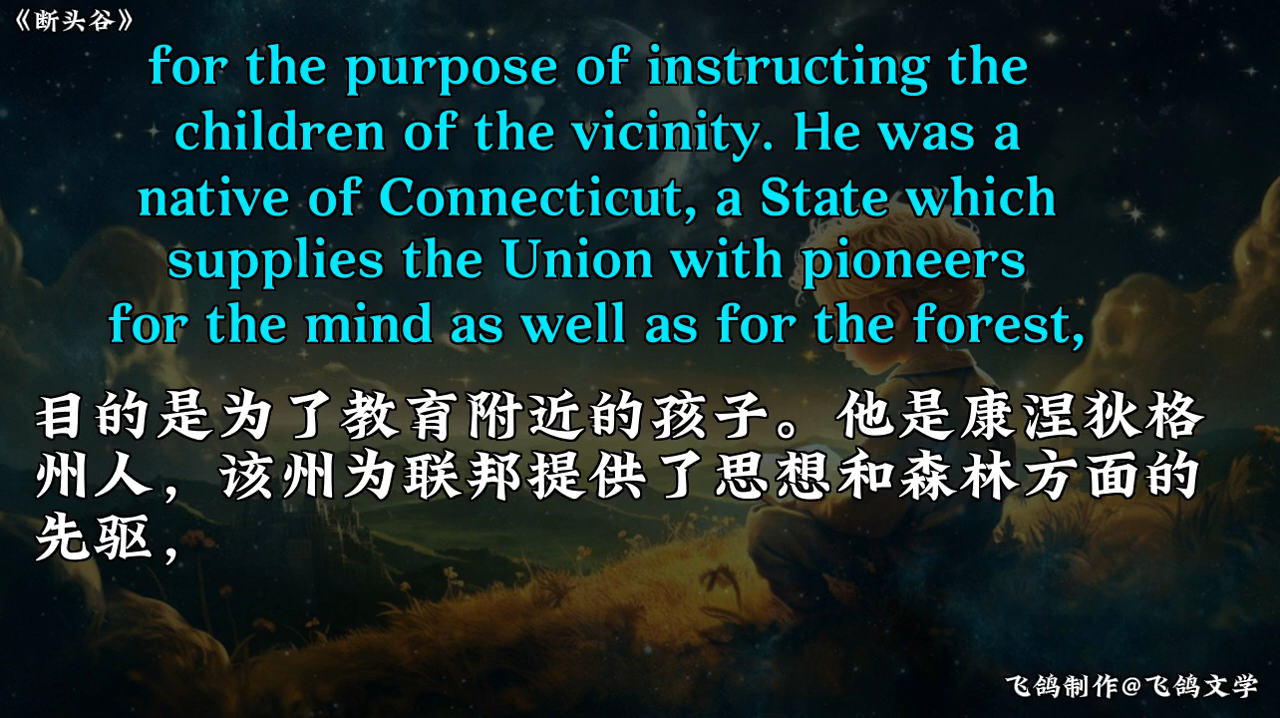 《断头谷》
for the purpose of instructing the
children of the vicinity. He was a
native of Connecticut, a State which
supplies the Union with pioneers
for the mind as well as for the forest,
目的是为了教育附近的孩子。他是康涅狄格
州人，该州为联邦提供了思想和森林方面的
先驱，
飞鸽制作@飞鸽文学